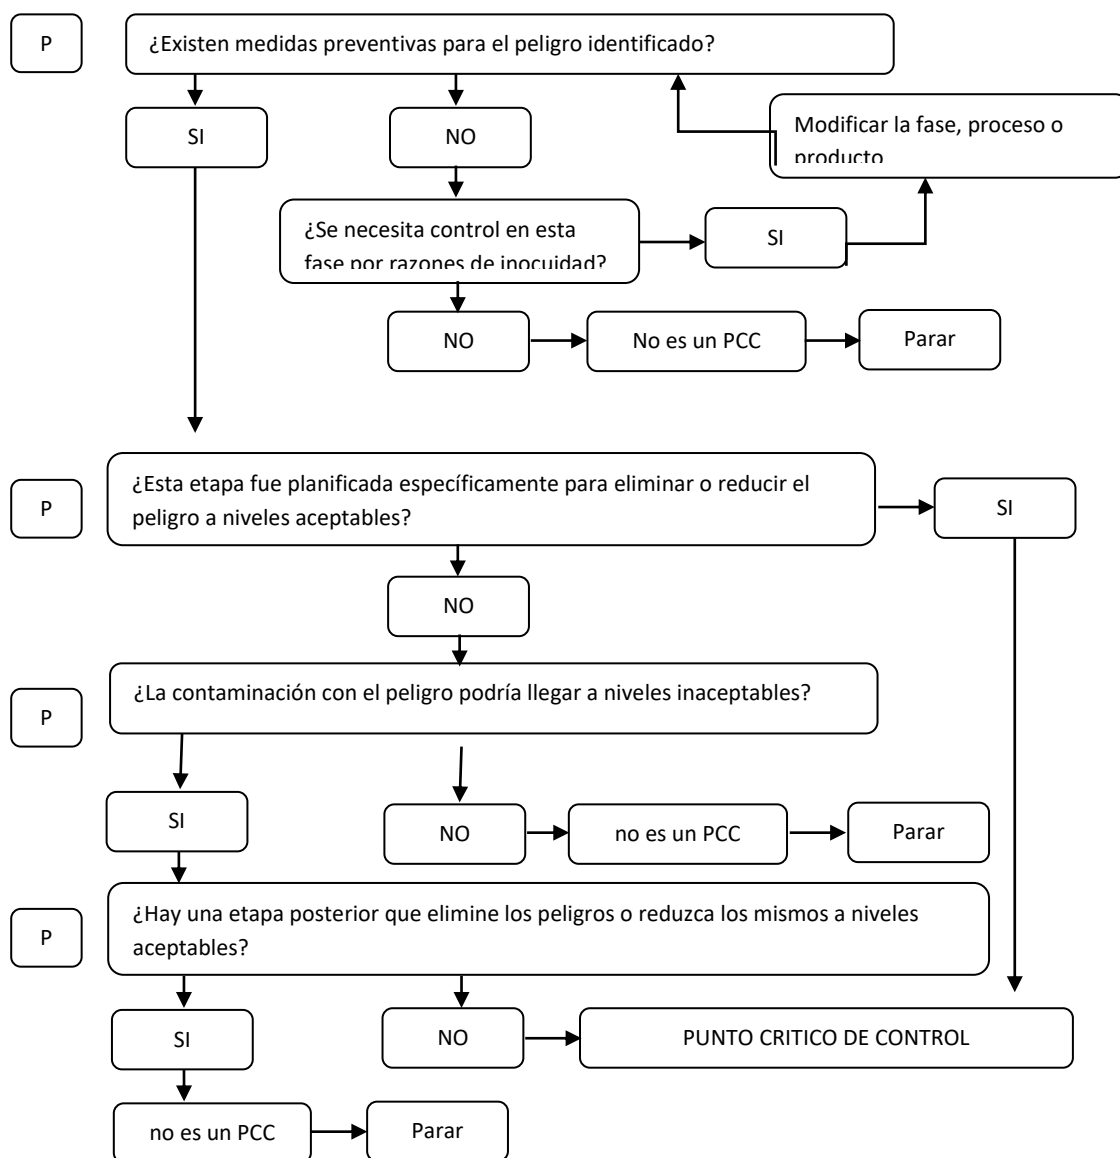 P
¿Existen medidas preventivas para el peligro identificado?
SI
NO
Modificar la fase, proceso o
producto
¿Se necesita control en esta
fase por razones de inocuidad?
SI
NO
No es un PCC
Parar
P
¿Esta etapa fue planificada específicamente para eliminar o reducir el
peligro a niveles aceptables?
SI
NO
P
¿La contaminación con el peligro podría llegar a niveles inaceptables?
SI
NO
no es un PCC
Parar
P
¿Hay una etapa posterior que elimine los peligros o reduzca los mismos a niveles
aceptables?
SI
NO
PUNTO CRITICO DE CONTROL
no es un PCC
Parar